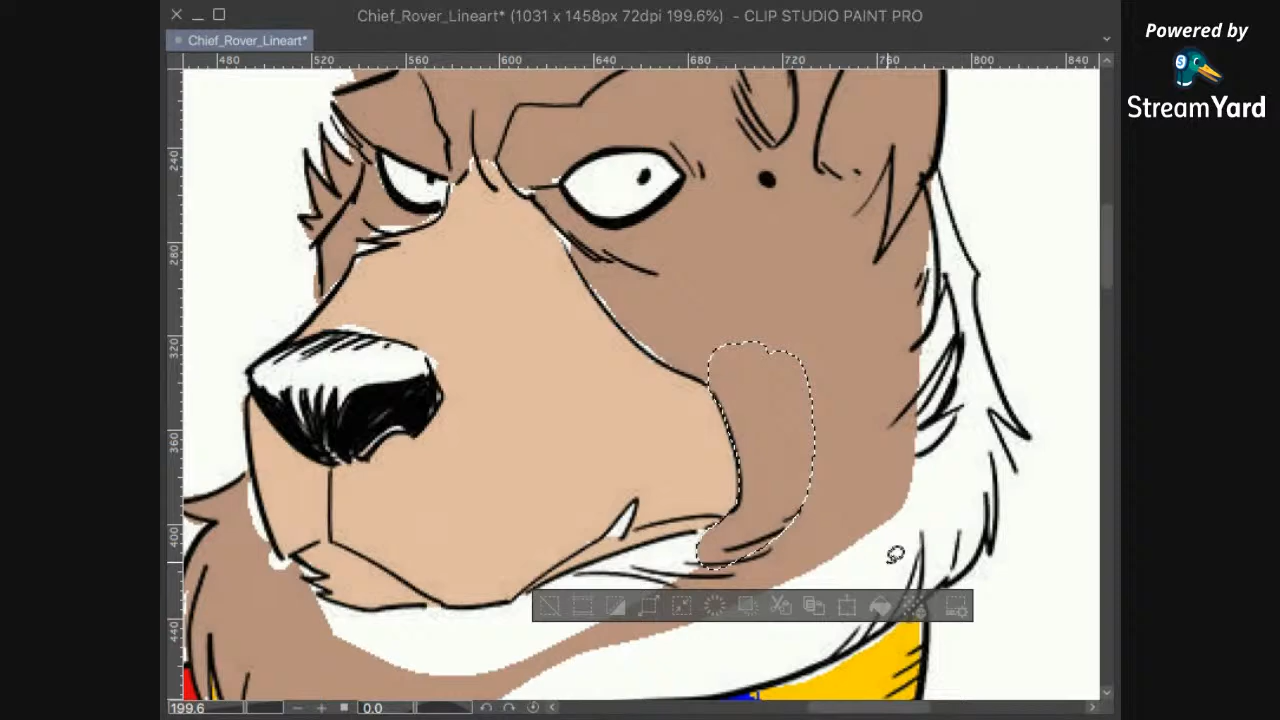 Chief_Rover_Lineart* (1031 x 1458px 72dpi 199.6%) - CLIP STUDIO PAINT PRO
Powered by
StreamYard
Chief_Rover_Lineart*
480 520 560 600 640 680 720 760 800 840
240
280
320
360
400
440
199.6 0.0